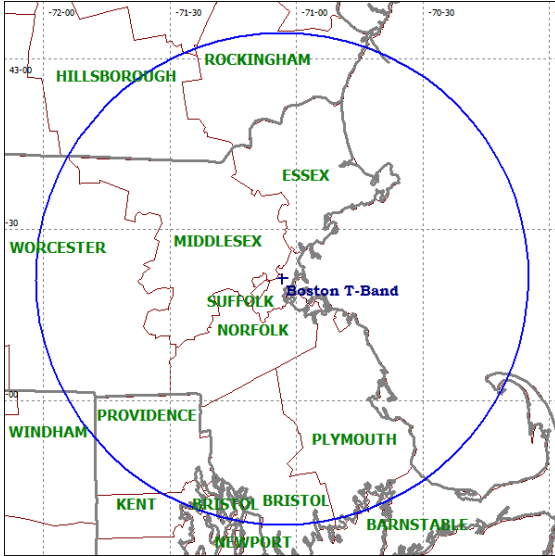 -72-00
-71-30
-71-00
-70-30
ROCKINGHAM
43-00
HILLSBOROUGH
ESSEX
-30
WORCESTER
MIDDLESEX
Boston T-Band
SUFFOLK
NORFOLK
-00
PROVIDENCE
WINDHAM
PLYMOUTH
KENT
BRISTOL
BRISTOL
BARNSTABLE
NEWPORT